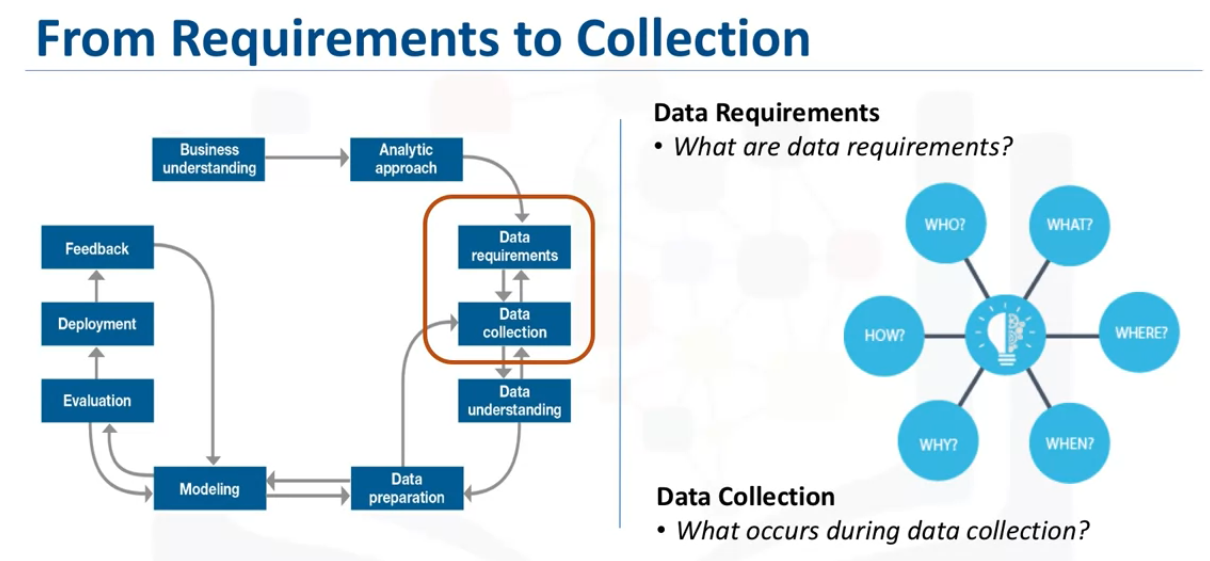 From Requirements to Collection
Business
understanding
Analytic
approach
Feedback
Data
requirements
Deployment
Data
collection
Evaluation
Data
understanding
Modeling
Data
preparation
Data Requirements
• What are data requirements?
WHO?
WHAT?
HOW?
WHERE?
WHY?
WHEN?
Data Collection
• What occurs during data collection?